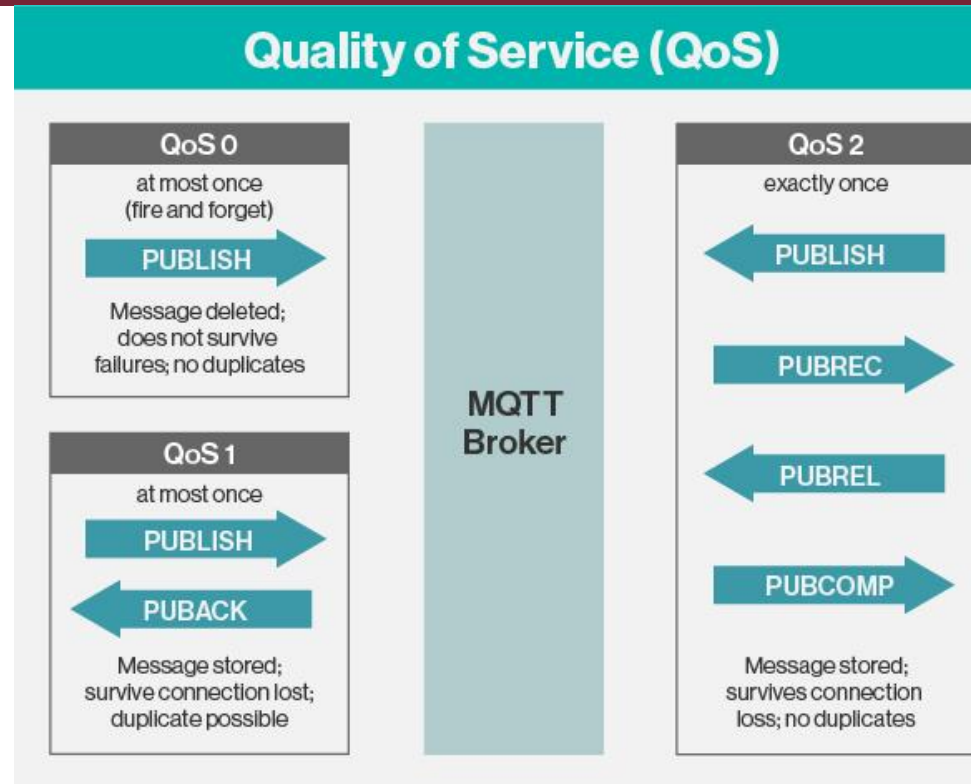 Quality of Service (QoS)
QoS 0
at most once
(fire and forget)
PUBLISH
Message deleted;
does not survive
failures; no duplicates
QoS 1
at most once
PUBLISH
PUBACK
Message stored;
survive connection lost;
duplicate possible
MQTT
Broker
QoS 2
exactly once
PUBLISH
PUBREC
PUBREL
PUBCOMP
Message stored;
survives connection
loss; no duplicates